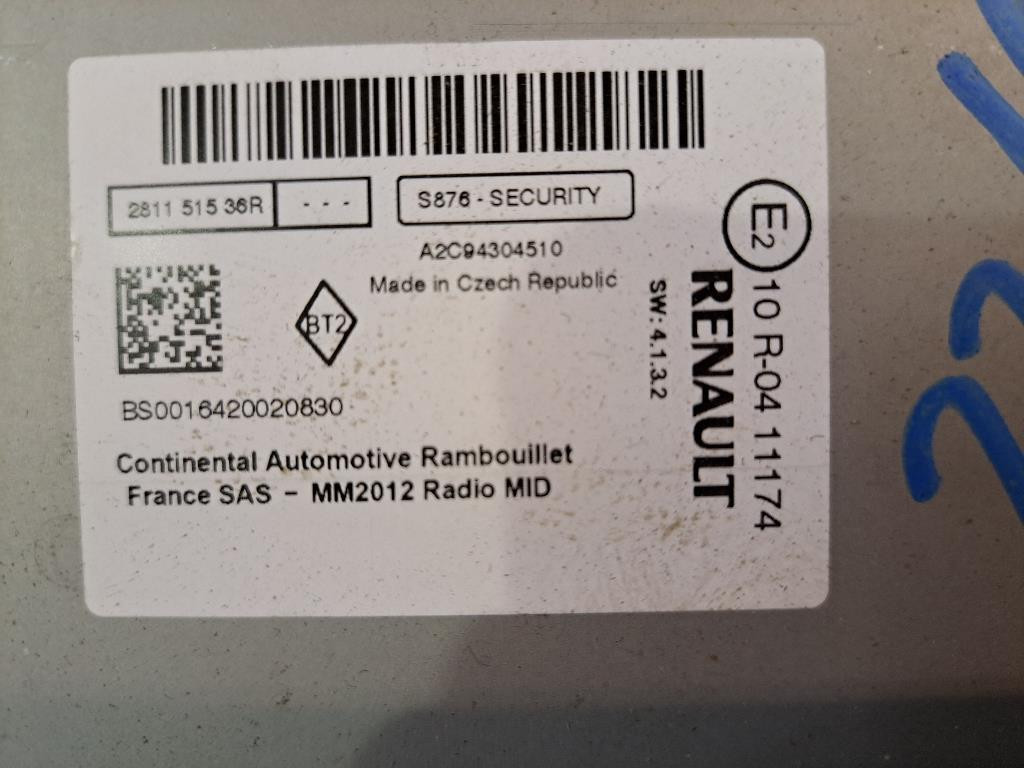 2811 515 36R - - -
S876 - SECURITY
A2C94304510
Made in Czech Republic
BT2
BS0016420020830
Continental Automotive Rambouillet
France SAS – MM2012 Radio MID
SW: 4.1.3.2
RENAULT
E2 10 R-04 11174